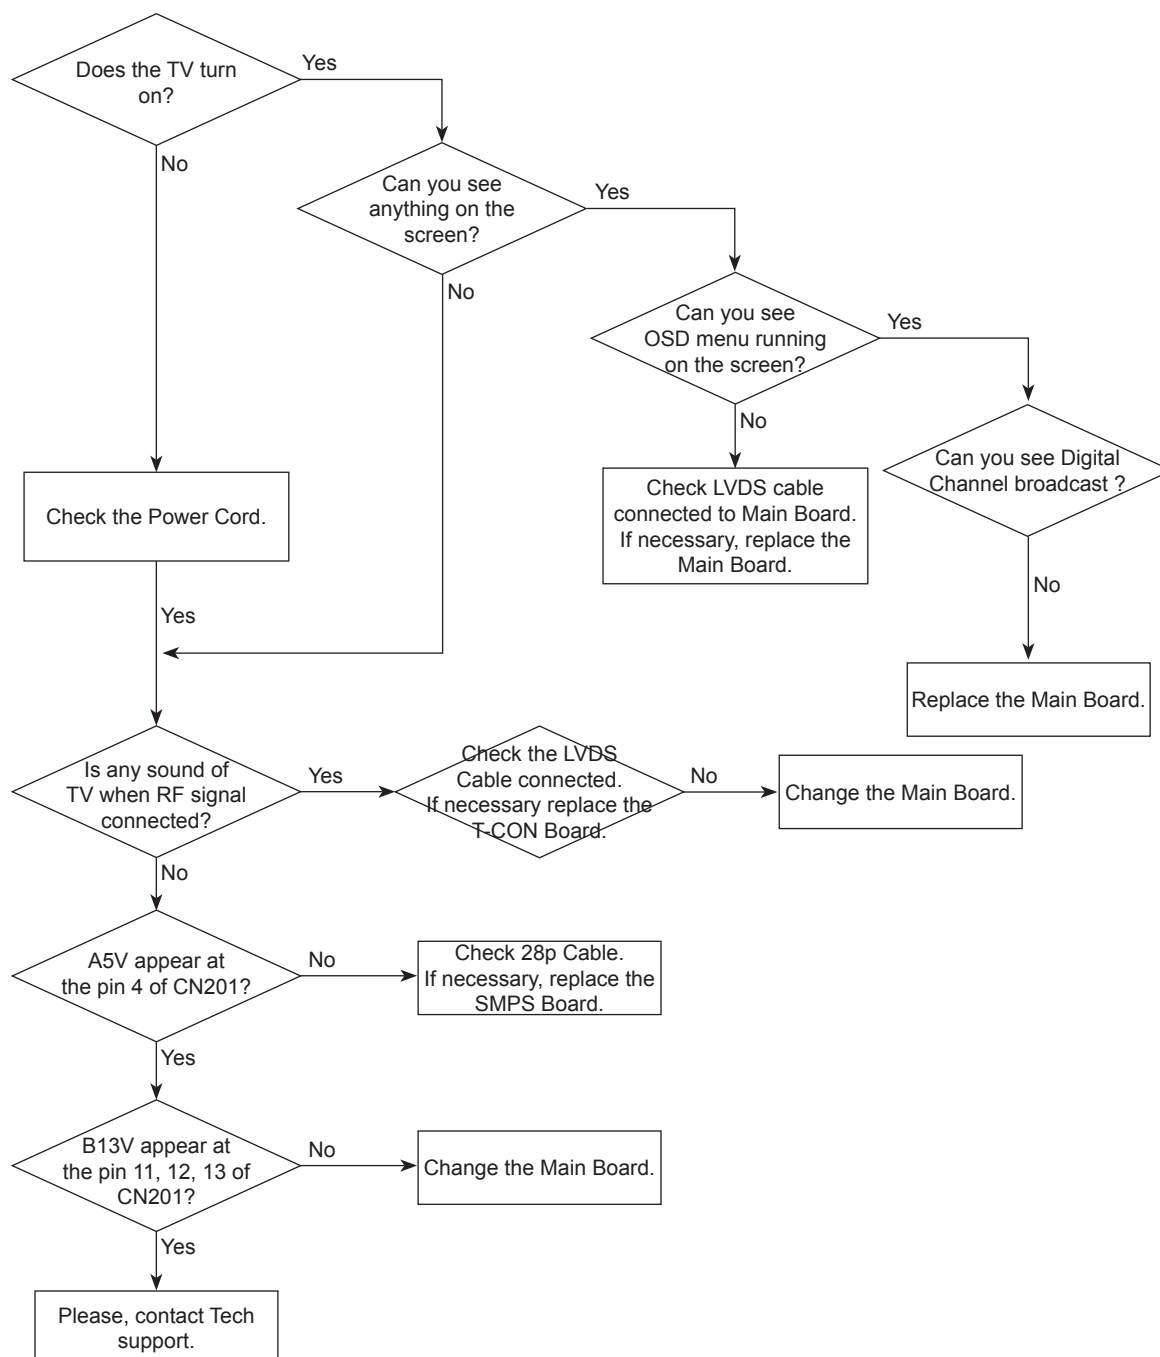 Does the TV turn
on?
Yes
No
Can you see
anything on the
screen?
Yes
No
Can you see
OSD menu running
on the screen?
Yes
No
Can you see Digital
Channel broadcast ?
No
Check the Power Cord.
Yes
Check LVDS cable
connected to Main Board.
If necessary, replace the
Main Board.
Replace the Main Board.
Is any sound of
TV when RF signal
connected?
Yes
No
Check the LVDS
Cable connected.
If necessary replace the
T-CON Board.
No
Change the Main Board.
A5V appear at
the pin 4 of CN201?
No
Yes
Check 28p Cable.
If necessary, replace the
SMPS Board.
B13V appear at
the pin 11, 12, 13 of
CN201?
No
Yes
Change the Main Board.
Please, contact Tech
support.